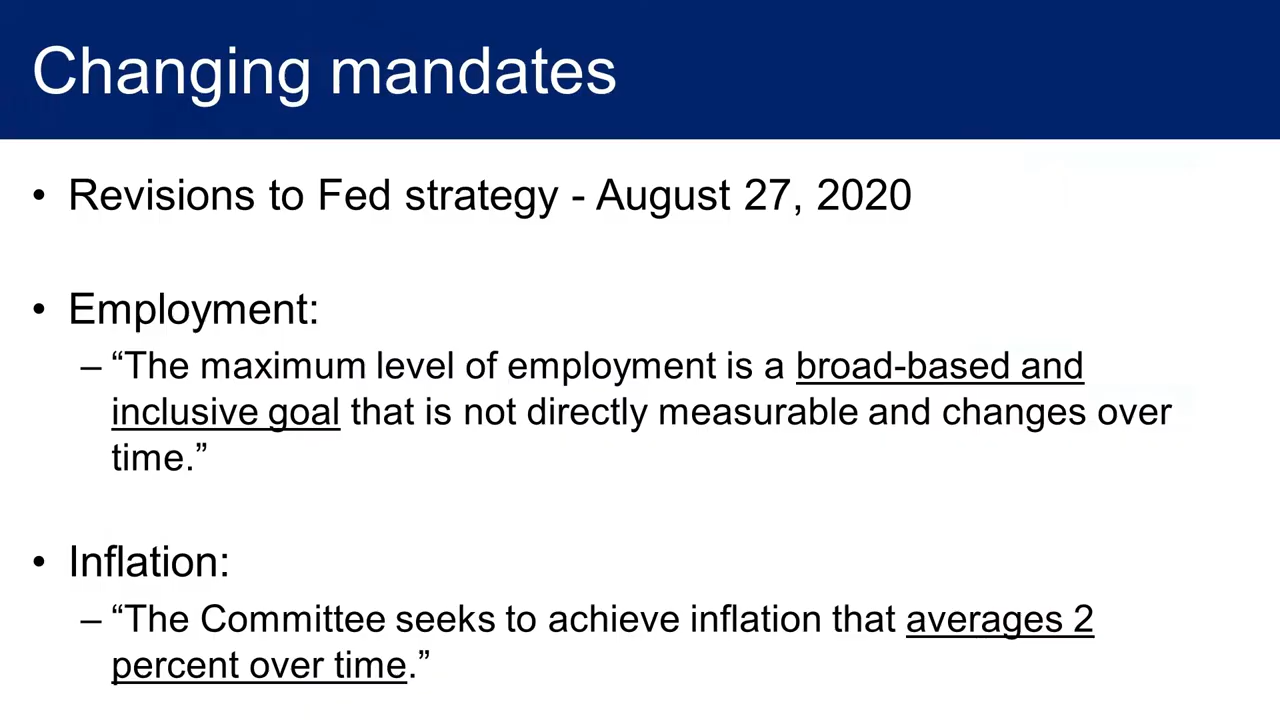 Changing mandates
• Revisions to Fed strategy - August 27, 2020
• Employment:
– “The maximum level of employment is a broad-based and
inclusive goal that is not directly measurable and changes over
time.”
• Inflation:
– “The Committee seeks to achieve inflation that averages 2
percent over time.”